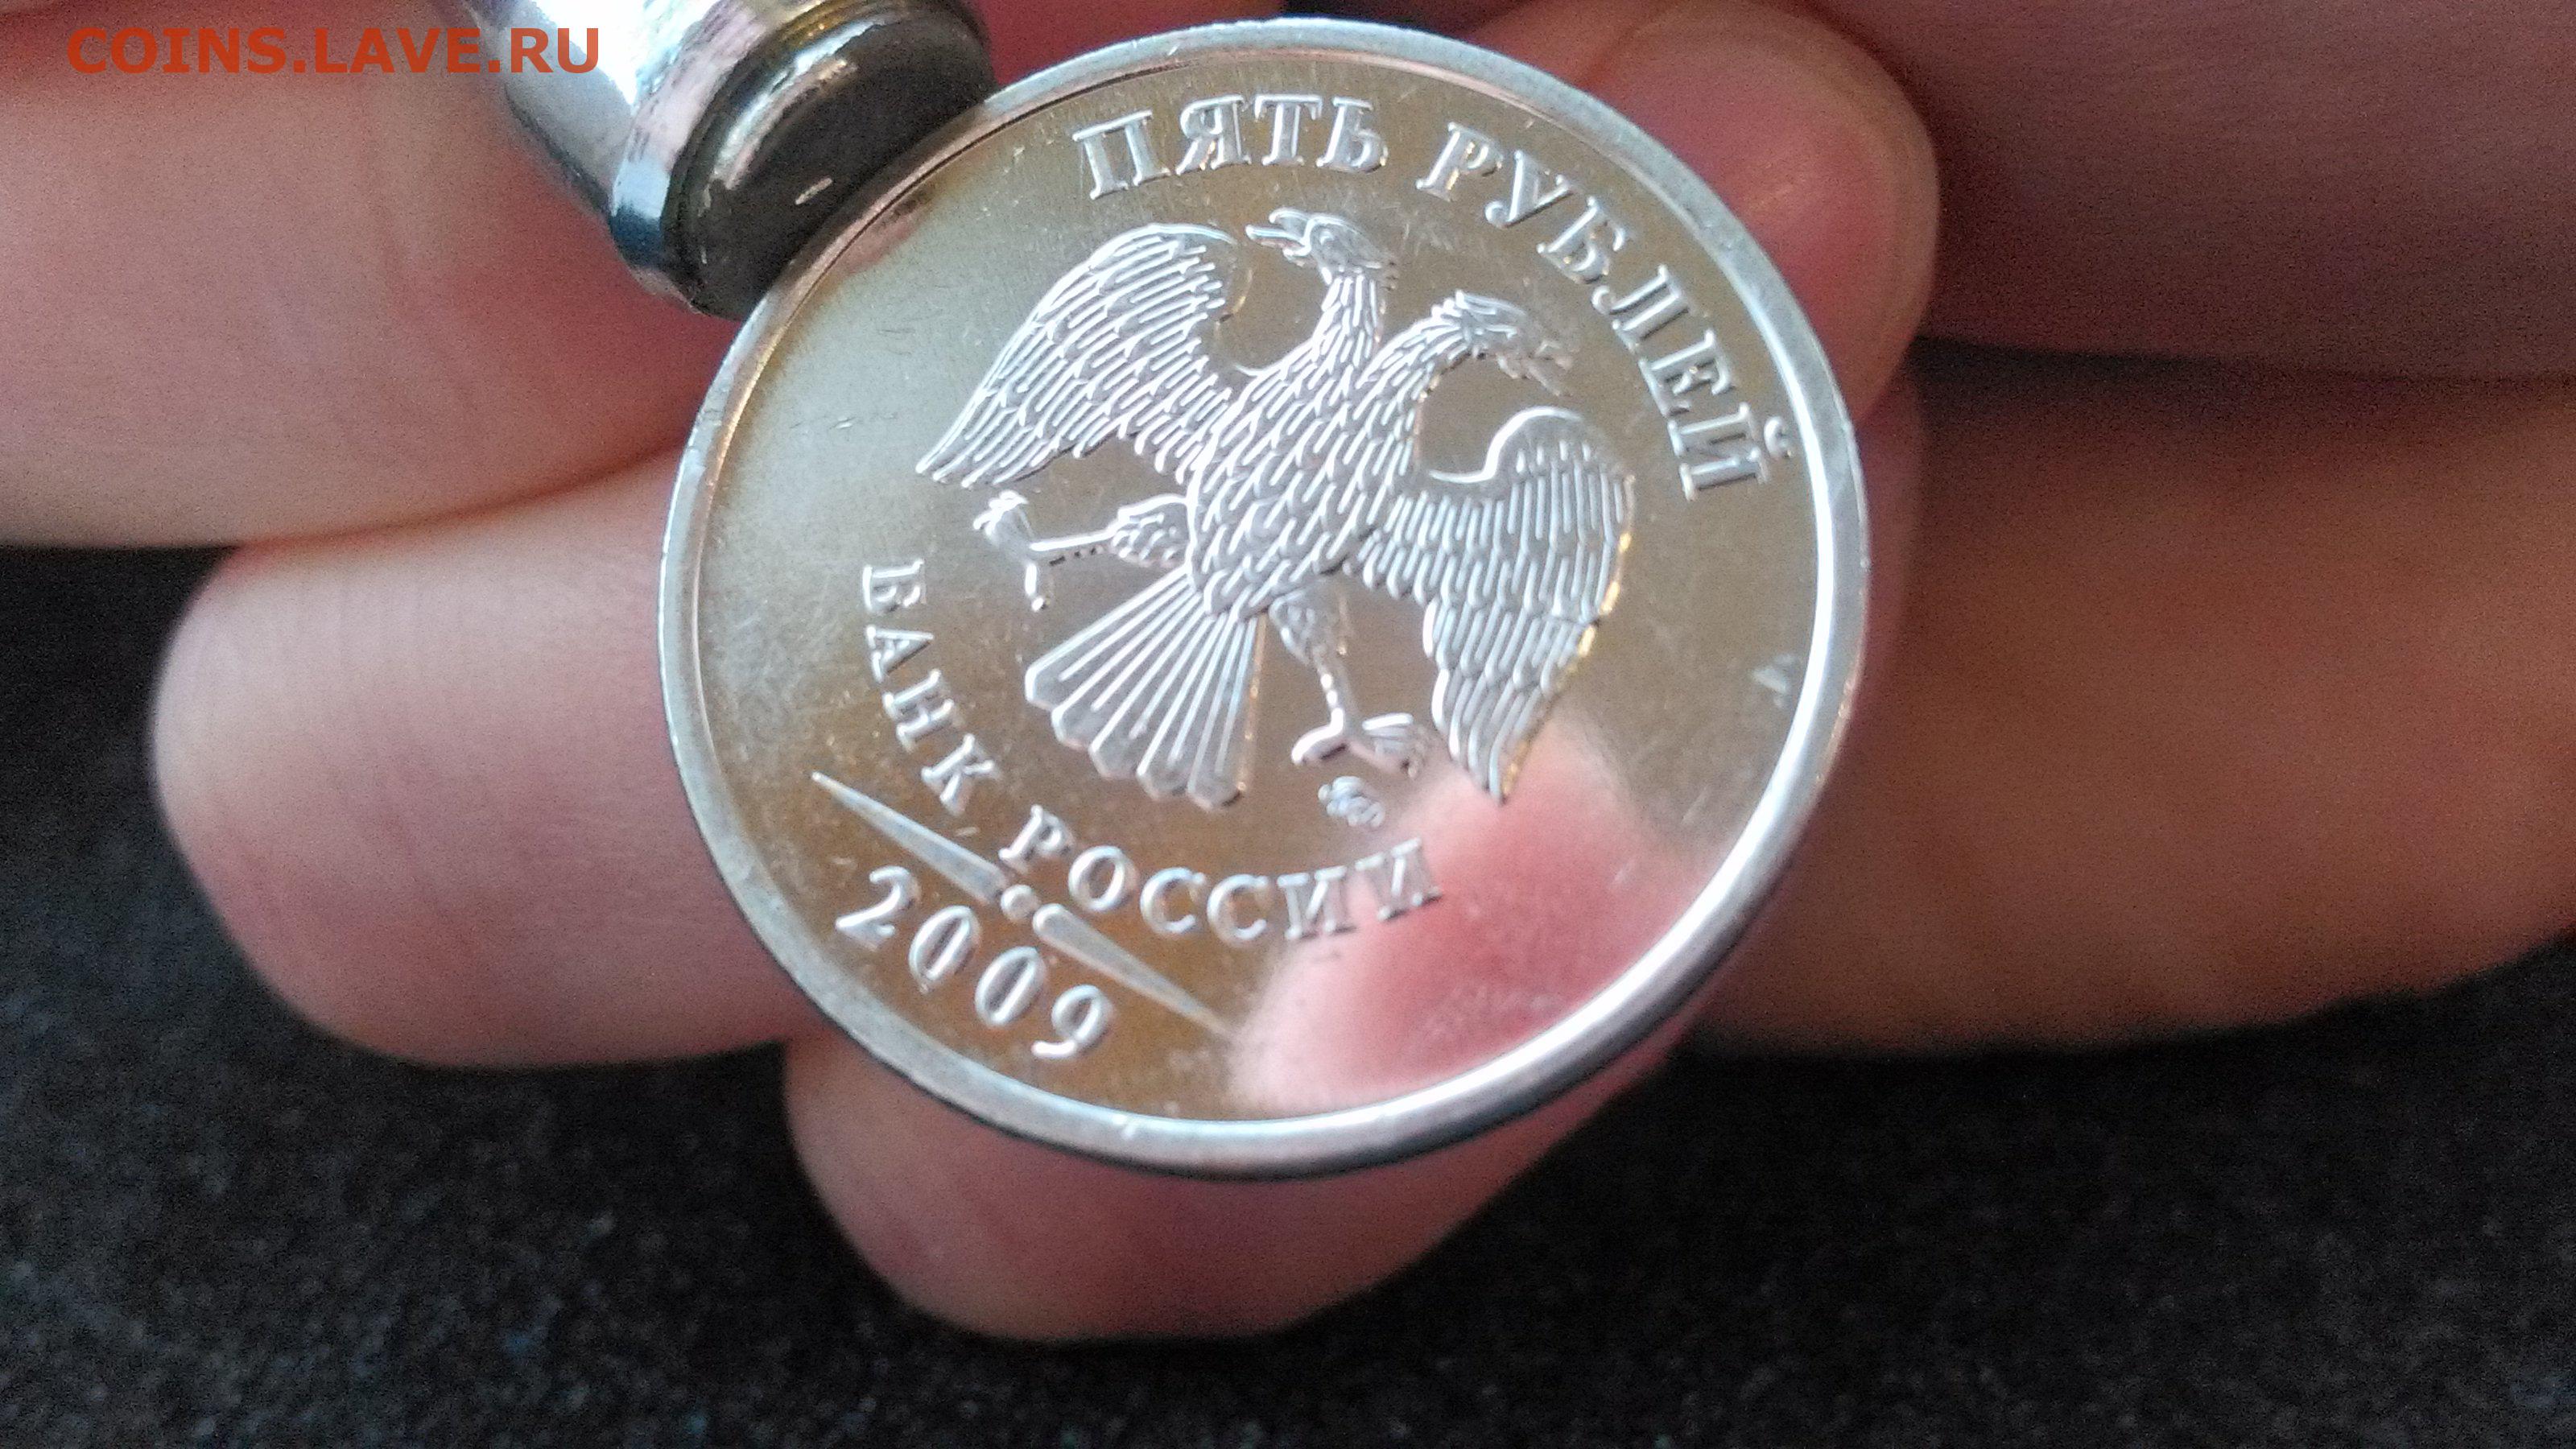 COINS.LAVE.RU
ПЯТЬ РУБЛЕЙ
БАНК РОССИИ
2009